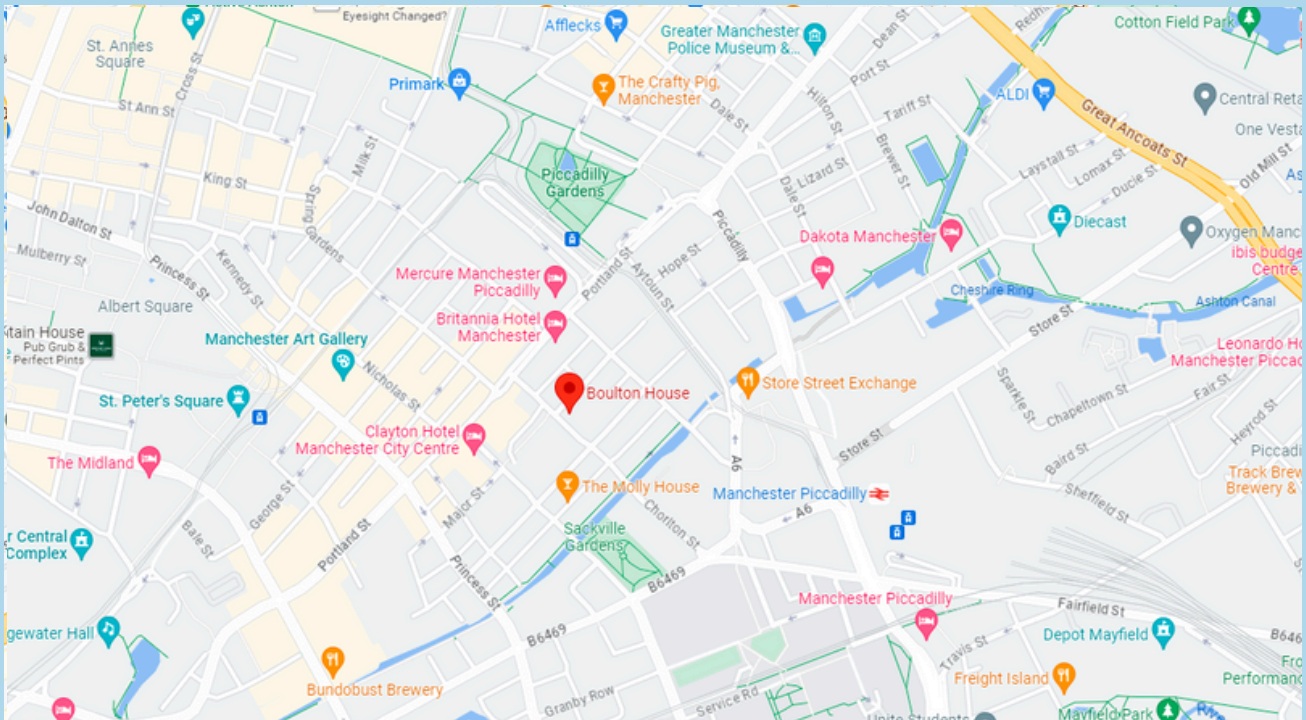 Eyesight Changed?
St. Annes
Square
Cross St
Afflecks
Greater Manchester
Police Museum &...
Dean St
Cotton Field Park
Primark
The Crafty Pig,
Manchester
Port St
ALDI
Central Reta
St Ann St
Dale St
Hilton St
Tariff St
Great Ancoats St
One Vesta
Milk St
Brewer St
Laystall St
Lomax St
Ducie St
Old Mill St
Piccadilly
Gardens
Lizard St
Dale St
As
King St
Spring Gardens
John Dalton St
Piccadilly
Dakota Manchester
Diecast
Oxygen Manc
Mulberry St
Princess St
Kennedy St
Portland St
Aytoun St
Hope St
ibis budge
Centre
Mercure Manchester
Piccadilly
Cheshire Ring
Ashton Canal
Albert Square
Britannia Hotel
Manchester
Store St
tain House
Pub Grub &
Perfect Pints
Manchester Art Gallery
Leonardo Ho
Manchester Piccad
Nicholas St
Boulton House
Store Street Exchange
Sparkle St
Fair St
St. Peter's Square
Chapeltown St
Heyrod St
Clayton Hotel
Manchester City Centre
Store St
The Midland
A6
Baird St
Piccadi
Track Brew
Brewery &
The Molly House
Manchester Piccadilly
Sheffield St
George St
Major St
Chorlton St
A6
Bale St
Portland St
Sackville
Gardens
r Central
Complex
Princess St
B6469
Manchester Piccadilly
Fairfield St
gewater Hall
B6469
Depot Mayfield
B646
Travis St
Bundobust Brewery
Freight Island
Fro
Performanc
Granby Row
Service Rd
Unite Students
Mayfield Park